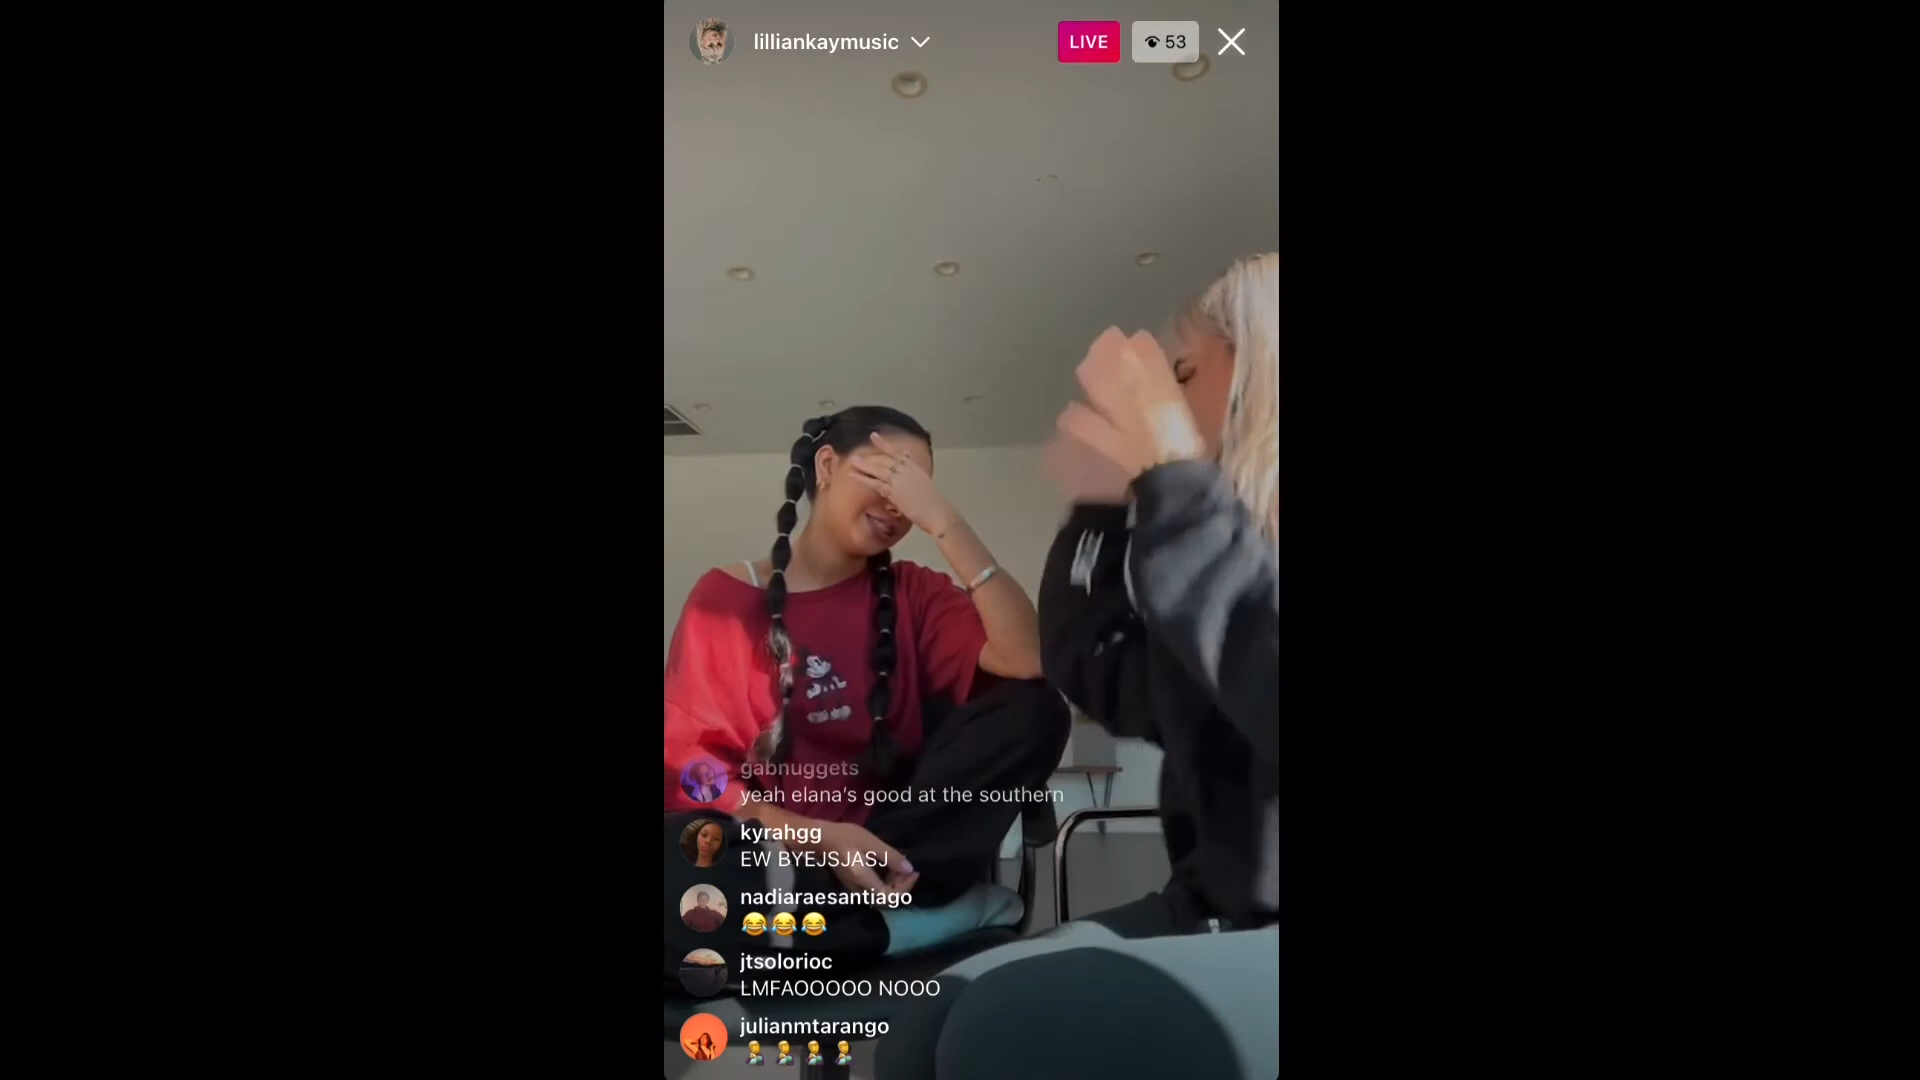 lilliankaymusic
LIVE
53
gabnuggets
yeah elana's good at the southern
kyrahgg
EW BYEJSJASJ
nadiaraesantiago
😂😂😂
jtsolorioc
LMFAOOOOO NOOO
julianmtarango